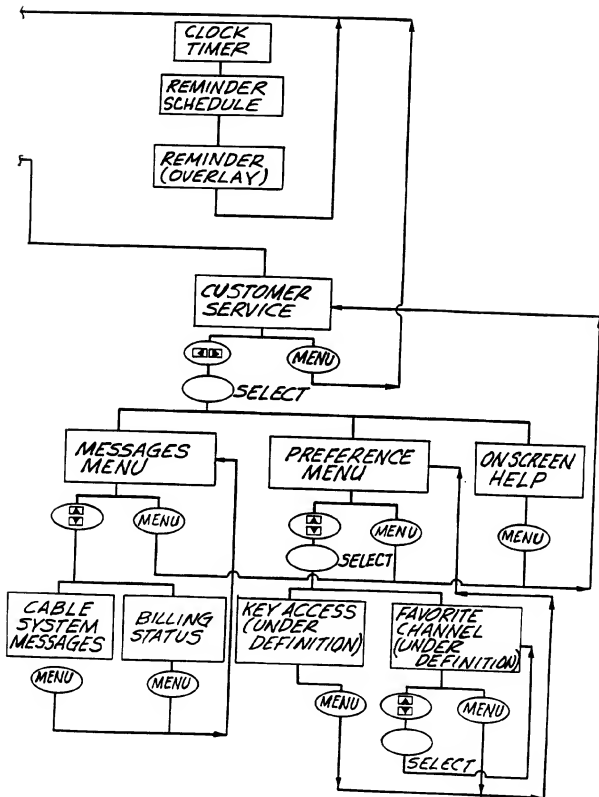 CLOCK
TIMER
REMINDER
SCHEDULE
REMINDER
(OVERLAY)
CUSTOMER
SERVICE
MENU
SELECT
MESSAGES
MENU
PREFERENCE
MENU
ON SCREEN
HELP
MENU
MENU
MENU
SELECT
CABLE
SYSTEM
MESSAGES
BILLING
STATUS
KEY ACCESS
(UNDER
DEFINITION)
FAVORITE
CHANNEL
(UNDER
DEFINITION)
MENU
MENU
MENU
MENU
SELECT